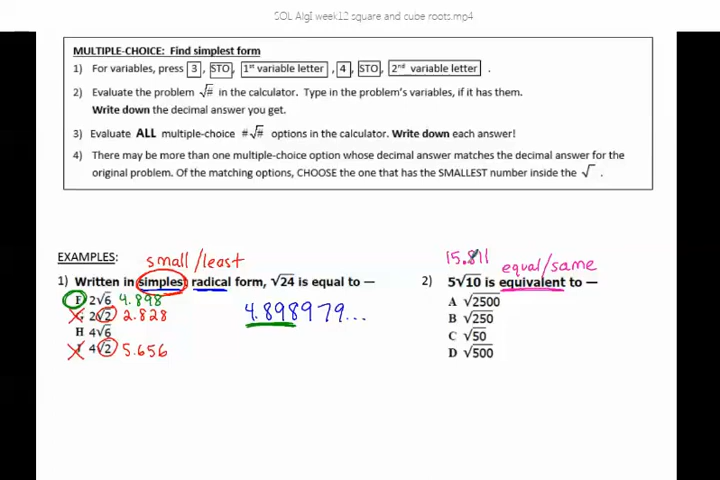 SOL AlgI week12 square and cube roots.mp4
MULTIPLE-CHOICE: Find simplest form
1) For variables, press 3 , STO, 1st variable letter , 4 , STO, 2nd variable letter .
2) Evaluate the problem √# in the calculator. Type in the problem's variables, if it has them.
Write down the decimal answer you get.
3) Evaluate ALL multiple-choice #√# options in the calculator. Write down each answer!
4) There may be more than one multiple-choice option whose decimal answer matches the decimal answer for the
original problem. Of the matching options, CHOOSE the one that has the SMALLEST number inside the √ .
EXAMPLES:
small/least
1) Written in simplest radical form, √24 is equal to —
F 2√6 4.898
2√2 2.828
H 4√6
4√2 5.656
4.898979...
15.811
equal/same
2) 5√10 is equivalent to —
A √2500
B √250
C √50
D √500